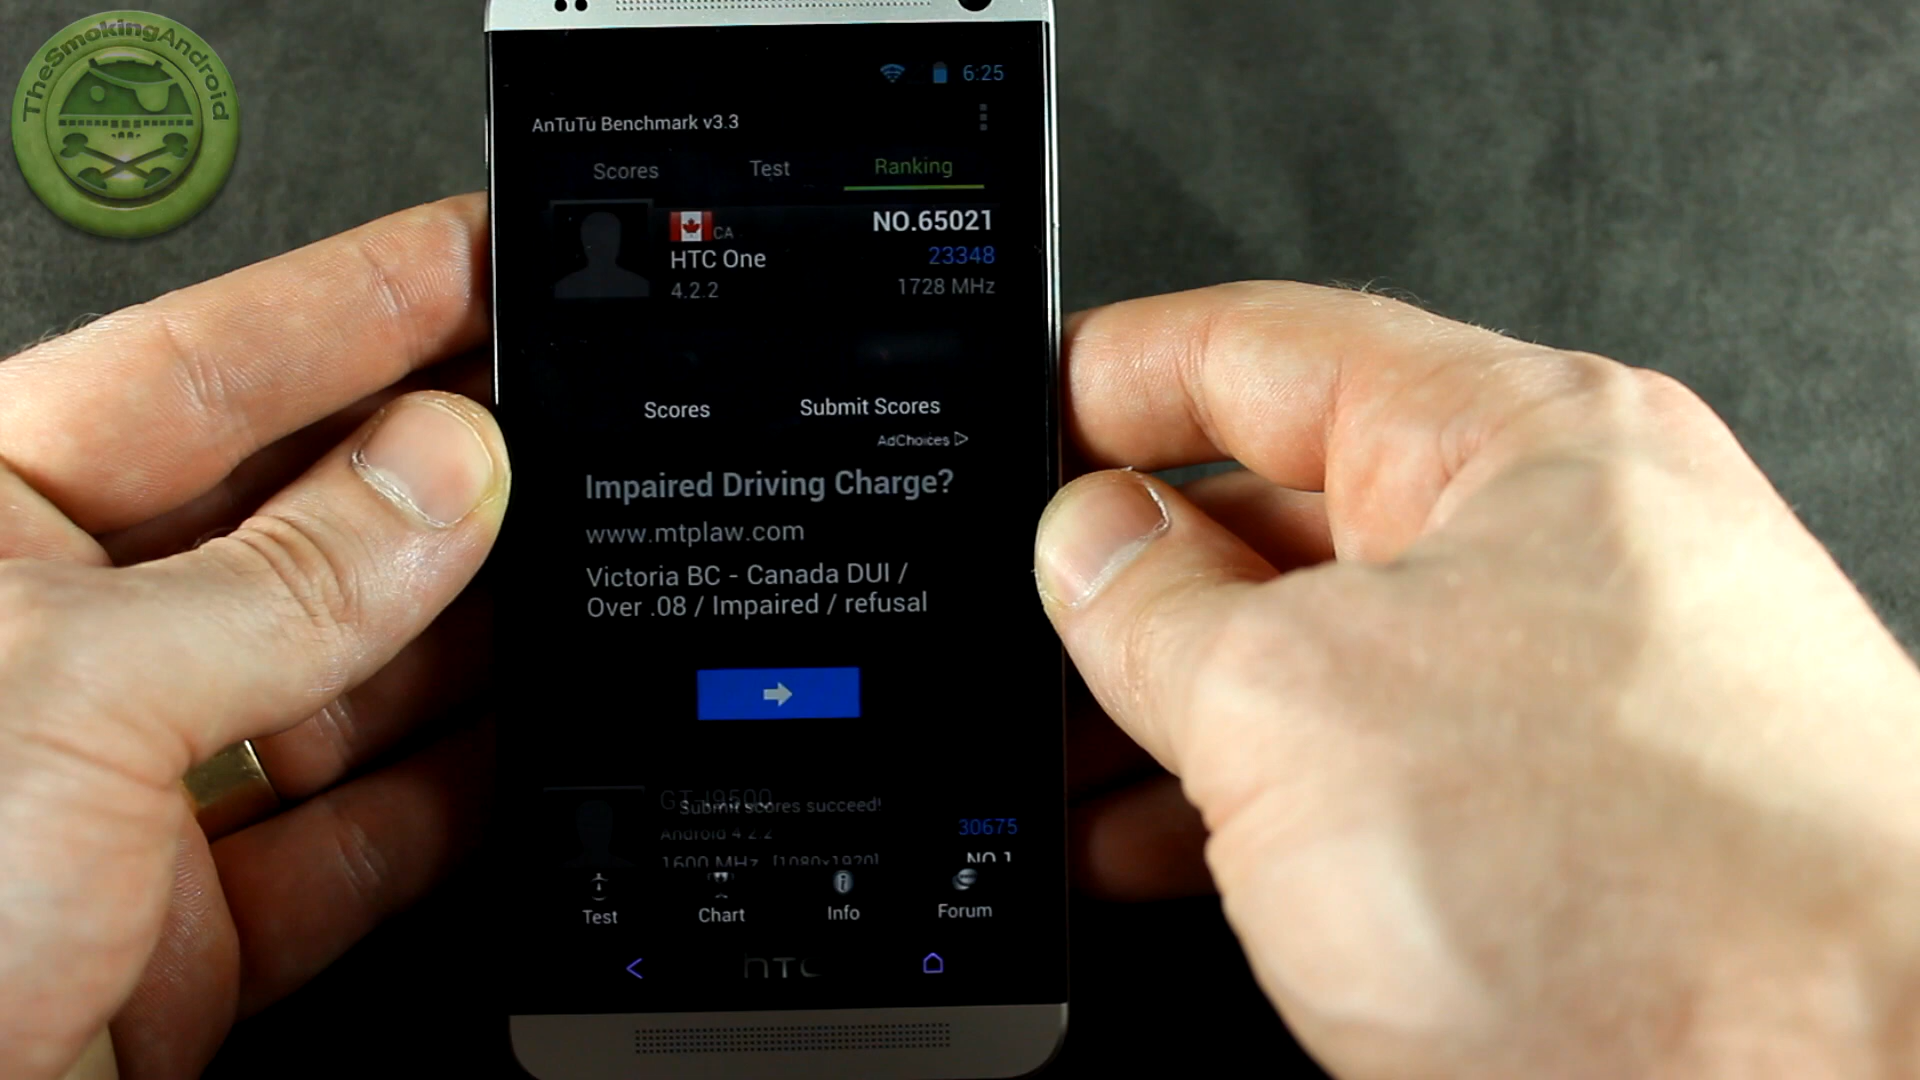 TheSmokingAndroid
6:25
AnTuTu Benchmark v3.3
Scores Test Ranking
CA NO.65021
HTC One 23348
4.2.2 1728 MHz
Scores Submit Scores
AdChoices
Impaired Driving Charge?
www.mtplaw.com
Victoria BC - Canada DUI /
Over .08 / Impaired / refusal
GT-I9500
Submit scores succeed!
Android 4.2.2 30675
1600 MHz [1080x1920] NO.1
Test Chart Info Forum
hTC